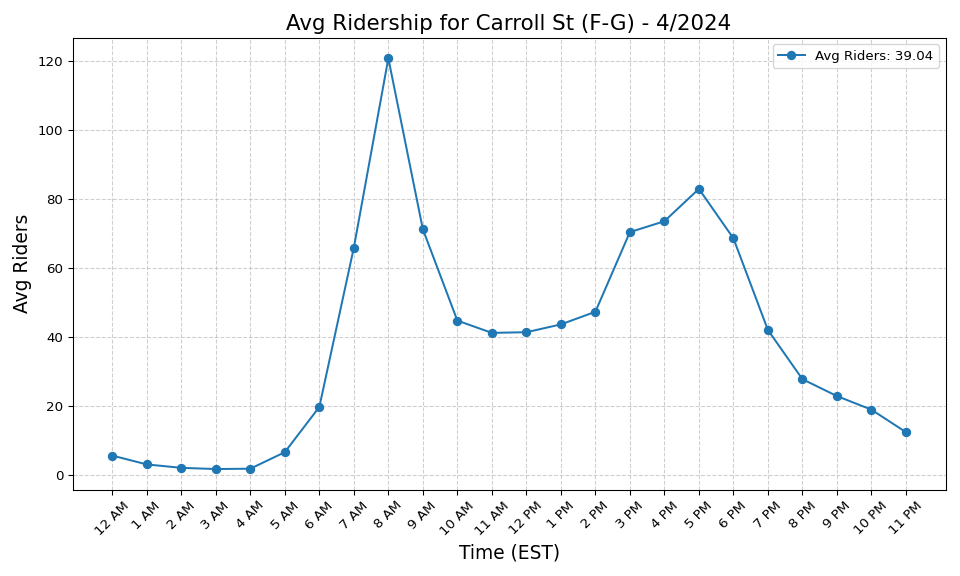 Avg Ridership for Carroll St (F-G) - 4/2024
Avg Riders: 39.04
Avg Riders
120
100
80
60
40
20
0
12 AM
1 AM
2 AM
3 AM
4 AM
5 AM
6 AM
7 AM
8 AM
9 AM
10 AM
11 AM
12 PM
1 PM
2 PM
3 PM
4 PM
5 PM
6 PM
7 PM
8 PM
9 PM
10 PM
11 PM
Time (EST)